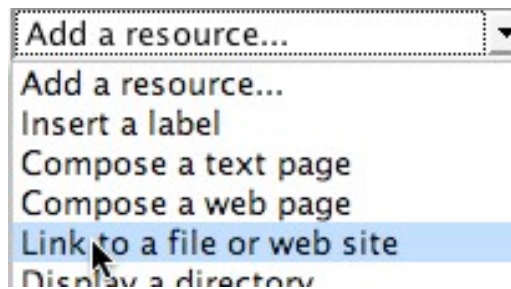 Add a resource...
Add a resource...
Insert a label
Compose a text page
Compose a web page
Link to a file or web site
Display a directory